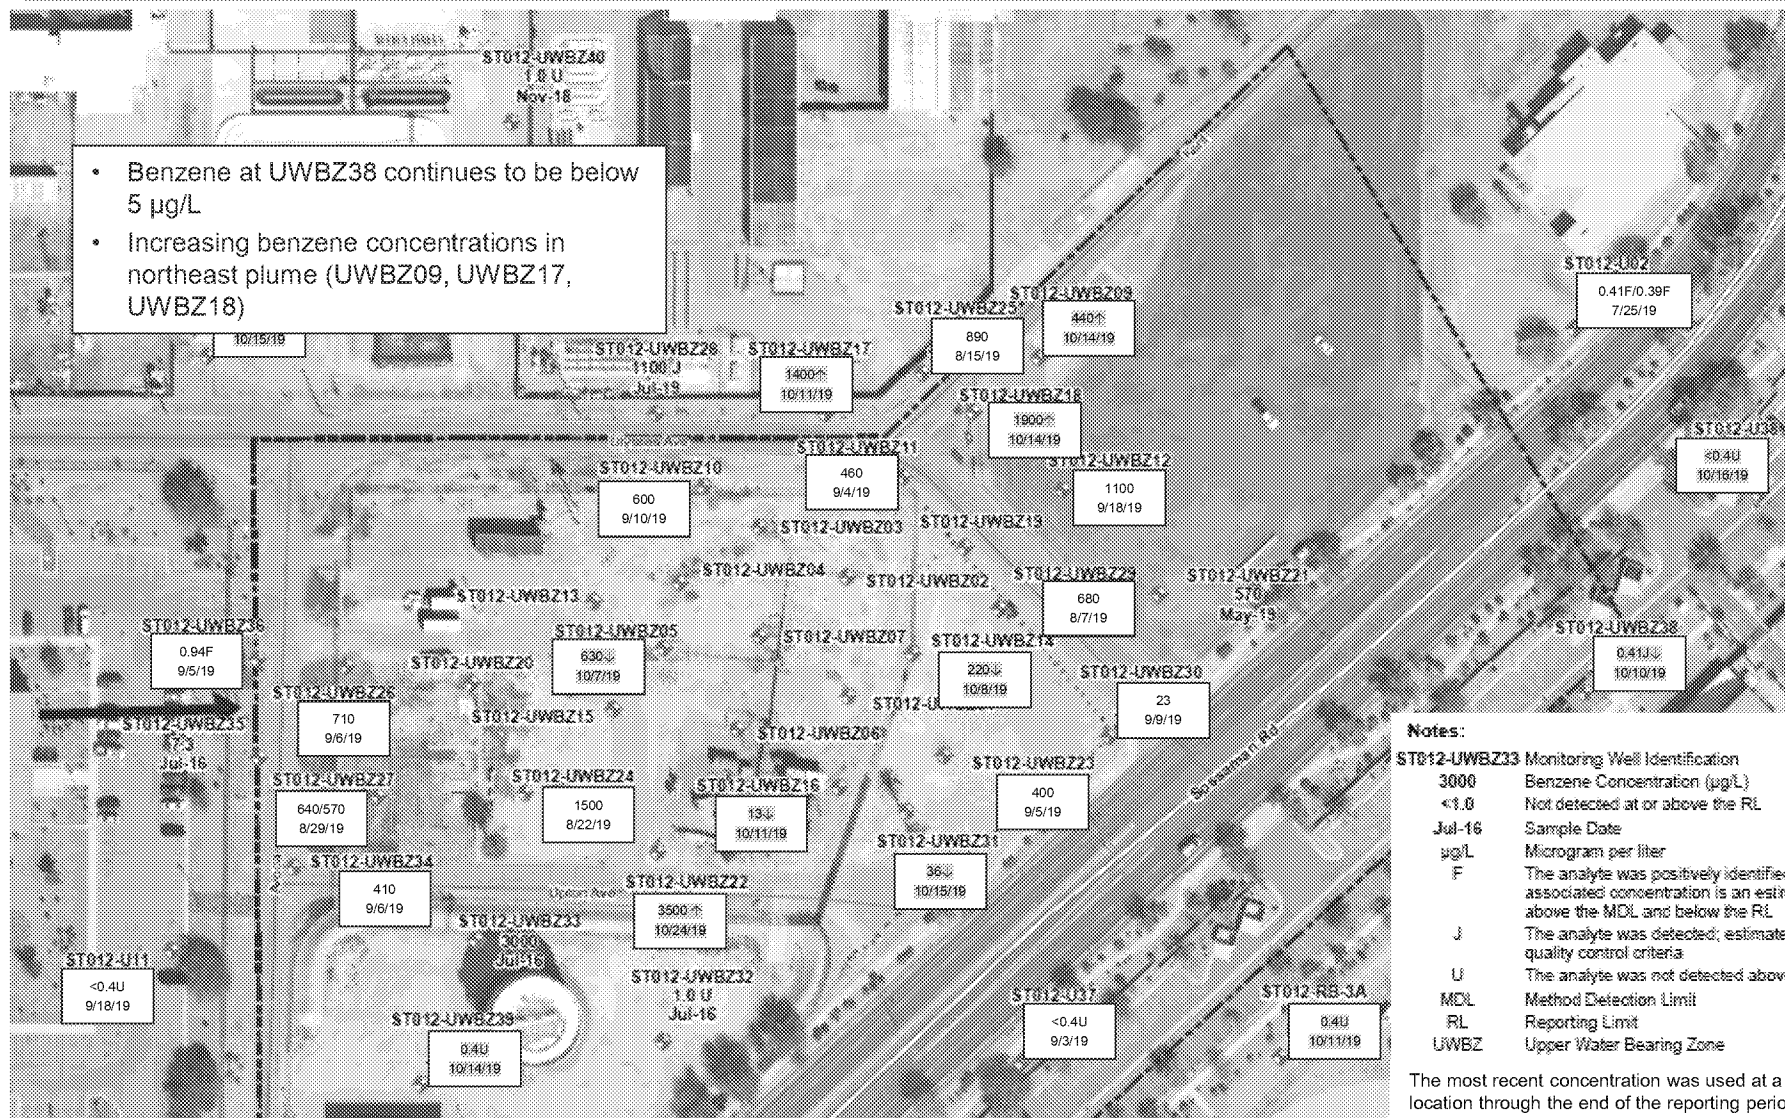 ST012-UWBZ40
1.0 U
Nov-18
• Benzene at UWBZ38 continues to be below
5 µg/L
• Increasing benzene concentrations in
northeast plume (UWBZ09, UWBZ17,
UWBZ18)
10/15/19
ST012-U02
0.41F/0.39F
7/25/19
ST012-UWBZ09
440↑
10/14/19
ST012-UWBZ25
890
8/15/19
ST012-UWBZ28
1100 J
Jul-19
ST012-UWBZ17
1400↑
10/11/19
ST012-UWBZ18
1900↑
10/14/19
ST012-U38
<0.4U
10/16/19
ST012-UWBZ11
460
9/4/19
ST012-UWBZ10
600
9/10/19
ST012-UWBZ12
1100
9/18/19
ST012-UWBZ03
ST012-UWBZ19
ST012-UWBZ04
ST012-UWBZ02
ST012-UWBZ29
680
8/7/19
ST012-UWBZ21
570
May-19
ST012-UWBZ13
ST012-UWBZ36
0.94F
9/5/19
ST012-UWBZ05
630↓
10/7/19
ST012-UWBZ07
ST012-UWBZ14
220↓
10/8/19
ST012-UWBZ38
0.41J↓
10/10/19
ST012-UWBZ20
ST012-UWBZ30
23
9/9/19
ST012-UWBZ26
710
9/6/19
ST012-UWBZ15
ST012-UWBZ35
7.3
Jul-16
ST012-UWBZ06
Sossaman Rd
ST012-UWBZ27
640/570
8/29/19
ST012-UWBZ24
1500
8/22/19
ST012-UWBZ16
13↓
10/11/19
ST012-UWBZ23
400
9/5/19
ST012-UWBZ31
36↓
10/15/19
ST012-UWBZ34
410
9/6/19
Upton Ave
ST012-UWBZ22
3500 ↑
10/24/19
ST012-UWBZ33
3000
Jul-16
ST012-U11
<0.4U
9/18/19
ST012-UWBZ32
1.0 U
Jul-16
ST012-UWBZ39
0.4U
10/14/19
ST012-U37
<0.4U
9/3/19
ST012-RB-3A
0.4U
10/11/19
Notes:
ST012-UWBZ33 Monitoring Well Identification
3000 Benzene Concentration (µg/L)
<1.0 Not detected at or above the RL
Jul-16 Sample Date
µg/L Microgram per liter
F The analyte was positively identifie
associated concentration is an esti
above the MDL and below the RL
J The analyte was detected; estimate
quality control criteria
U The analyte was not detected abov
MDL Method Detection Limit
RL Reporting Limit
UWBZ Upper Water Bearing Zone
The most recent concentration was used at a
location through the end of the reporting perio